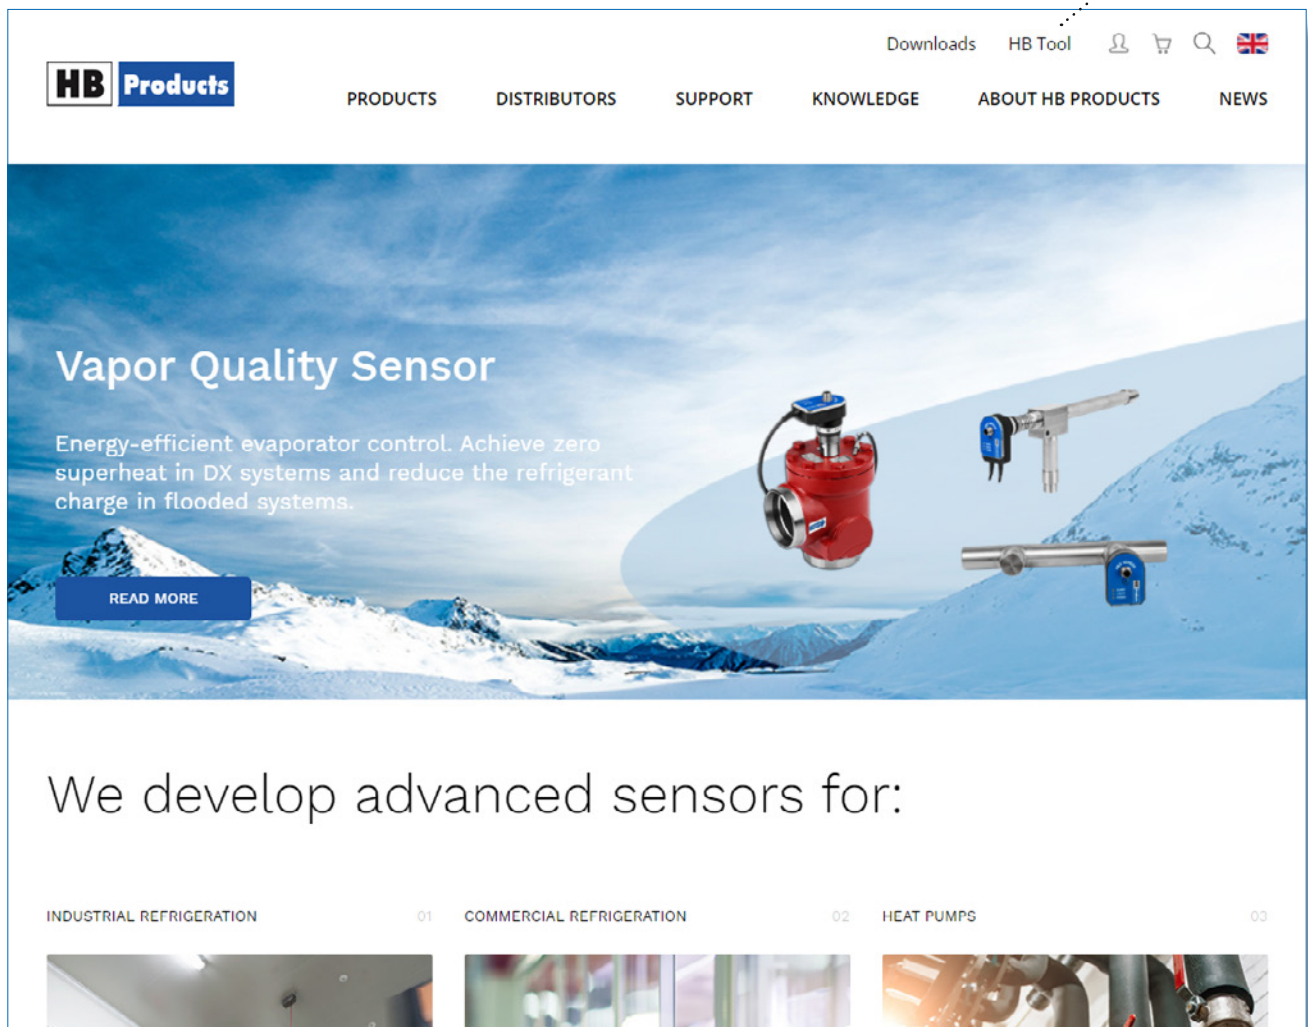 Downloads HB Tool
HB Products
PRODUCTS DISTRIBUTORS SUPPORT KNOWLEDGE ABOUT HB PRODUCTS NEWS
Vapor Quality Sensor
Energy-efficient evaporator control. Achieve zero
superheat in DX systems and reduce the refrigerant
charge in flooded systems.
READ MORE
We develop advanced sensors for:
INDUSTRIAL REFRIGERATION 01 COMMERCIAL REFRIGERATION 02 HEAT PUMPS 03